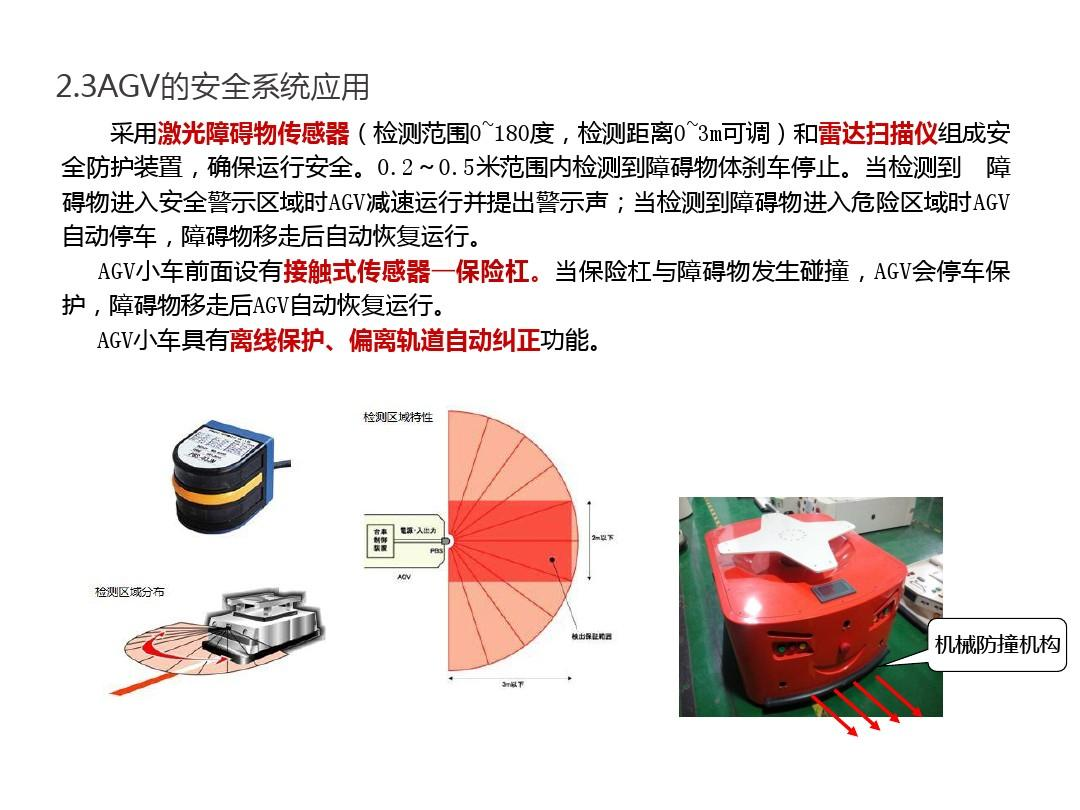 2.3AGV的安全系统应用
采用激光障碍物传感器（检测范围0~180度，检测距离0~3m可调）和雷达扫描仪组成安
全防护装置，确保运行安全。0.2～0.5米范围内检测到障碍物体刹车停止。当检测到　障
碍物进入安全警示区域时AGV减速运行并提出警示声；当检测到障碍物进入危险区域时AGV
自动停车，障碍物移走后自动恢复运行。
AGV小车前面设有接触式传感器—保险杠。当保险杠与障碍物发生碰撞，AGV会停车保
护，障碍物移走后AGV自动恢复运行。
AGV小车具有离线保护、偏离轨道自动纠正功能。
检测区域特性
台車
制御
装置
電源・入出力
PBS
AGV
2m以下
検出保証範囲
3m以下
检测区域分布
机械防撞机构